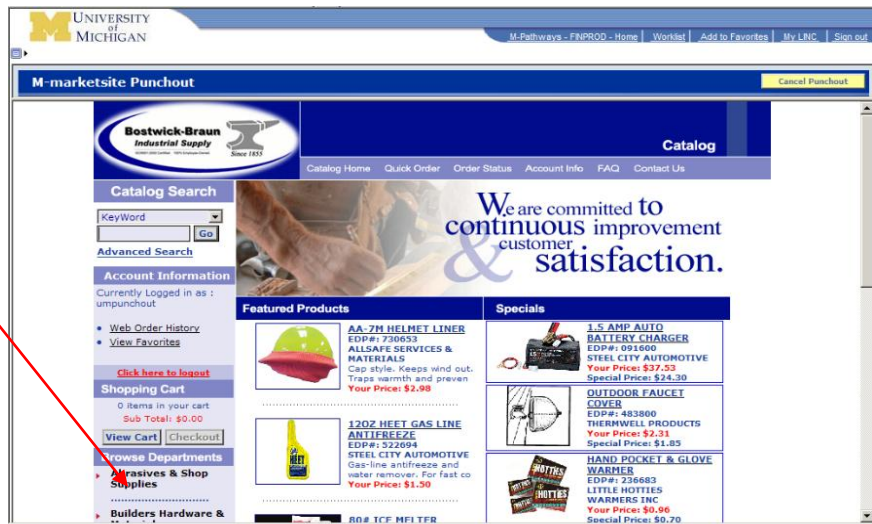 UNIVERSITY
of
MICHIGAN
M-Pathways - FINPROD - Home | Worklist | Add to Favorites | My LINC | Sign out
M-marketsite Punchout
Cancel Punchout
Bostwick-Braun
Industrial Supply
Since 1855
Catalog
Catalog Home Quick Order Order Status Account Info FAQ Contact Us
Catalog Search
KeyWord
Go
Advanced Search
Account Information
Currently Logged in as :
umpunchout
Web Order History
View Favorites
Click here to logout
Shopping Cart
0 items in your cart
Sub Total: $0.00
View Cart Checkout
Browse Departments
Abrasives & Shop
Supplies
Builders Hardware &
We are committed to
continuous improvement
& customer
satisfaction.
Featured Products
AA-7M HELMET LINER
EDP#: 730653
ALLSAFE SERVICES &
MATERIALS
Cap style. Keeps wind out.
Traps warmth and preven
Your Price: $2.98
12OZ HEET GAS LINE
ANTIFREEZE
EDP#: 522694
STEEL CITY AUTOMOTIVE
Gas-line antifreeze and
water remover. For fast co
Your Price: $1.50
80# ICE MELTER
Specials
1.5 AMP AUTO
BATTERY CHARGER
EDP#: 091600
STEEL CITY AUTOMOTIVE
Your Price: $37.53
Special Price: $24.30
OUTDOOR FAUCET
COVER
EDP#: 483800
THERMWELL PRODUCTS
Your Price: $2.31
Special Price: $1.85
HAND POCKET & GLOVE
WARMER
EDP#: 236683
LITTLE HOTTIES
WARMERS INC
Your Price: $0.96
Special Price: $0.70
HEET
HOTTIES